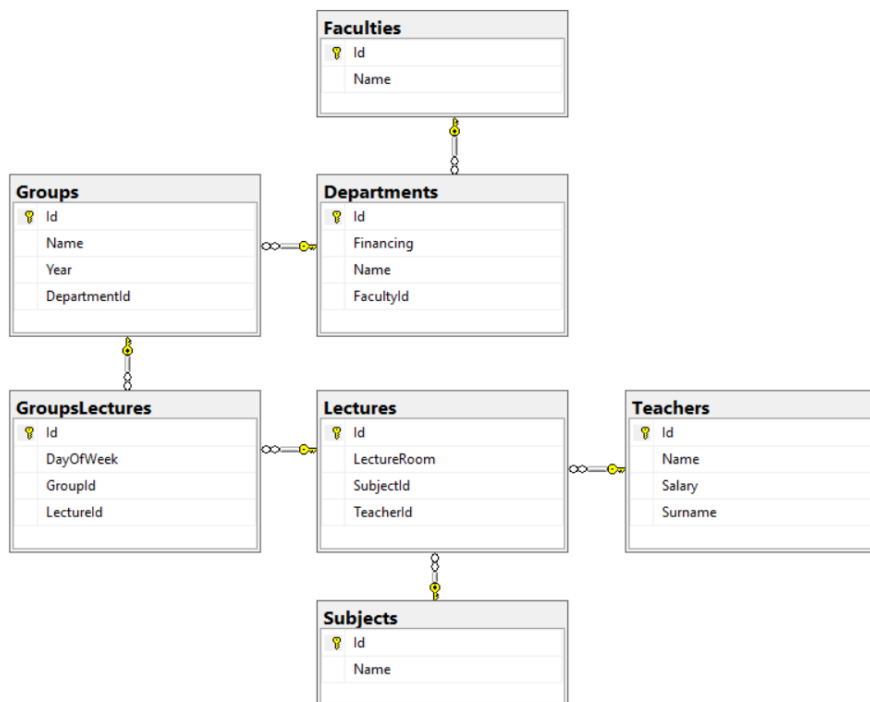 Faculties
Id
Name
Groups
Id
Name
Year
DepartmentId
Departments
Id
Financing
Name
FacultyId
GroupsLectures
Id
DayOfWeek
GroupId
LectureId
Lectures
Id
LectureRoom
SubjectId
TeacherId
Teachers
Id
Name
Salary
Surname
Subjects
Id
Name